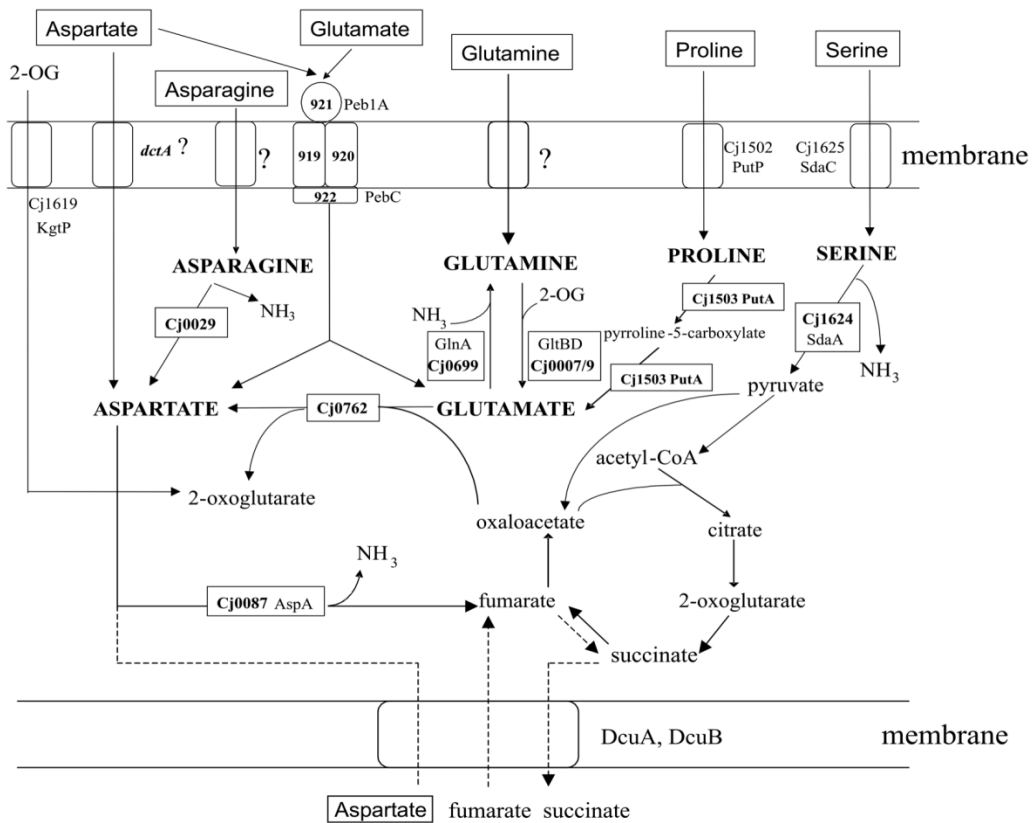 Aspartate
Glutamate
Glutamine
Proline
Serine
2-OG
Asparagine
921
Peb1A
dctA ?
?
919
920
?
Cj1502
PutP
Cj1625
SdaC
membrane
922
PebC
Cj1619
KgtP
ASPARAGINE
GLUTAMINE
PROLINE
SERINE
NH3
Cj0029
NH3
2-OG
Cj1503 PutA
GlnA
Cj0699
GltBD
Cj0007/9
pyrroline-5-carboxylate
Cj1624
SdaA
NH3
Cj1503 PutA
pyruvate
ASPARTATE
Cj0762
GLUTAMATE
acetyl-CoA
2-oxoglutarate
oxaloacetate
citrate
NH3
Cj0087 AspA
fumarate
2-oxoglutarate
succinate
DcuA, DcuB
membrane
Aspartate
fumarate
succinate